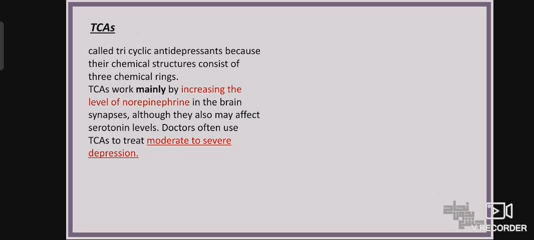 TCAs
called tri cyclic antidepressants because
their chemical structures consist of
three chemical rings.
TCAs work mainly by increasing the
level of norepinephrine in the brain
synapses, although they also may affect
serotonin levels. Doctors often use
TCAs to treat moderate to severe
depression.
RECORDER